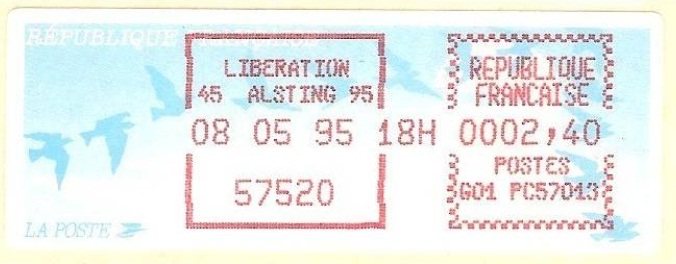 RÉPUBLIQUE FRANÇAISE
LIBERATION
45 ALSTING 95
08 05 95 18H
57520
REPUBLIQUE
FRANCAISE
0002,40
POSTES
G01 PC57013
LA POSTE